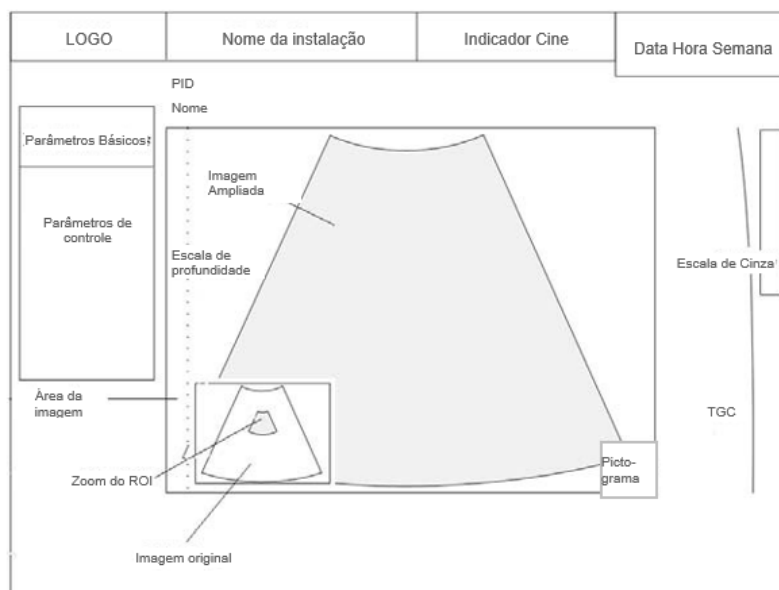 LOGO
Nome da instalação
Indicador Cine
Data Hora Semana
PID
Nome
Parâmetros Básicos
Parâmetros de
controle
Imagem
Ampliada
Escala de
profundidade
Escala de Cinza
Área da
imagem
TGC
Zoom do ROI
Picto-
grama
Imagem original